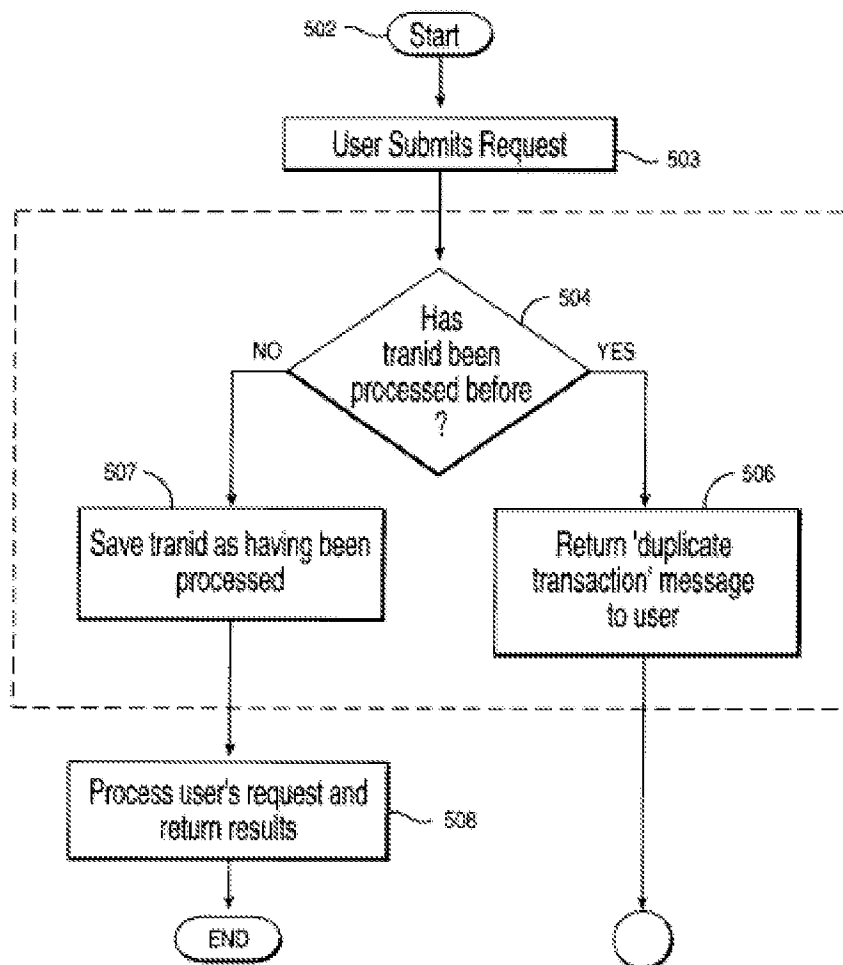 502
Start
User Submits Request
503
504
Has
tranid been
processed before
?
NO
YES
507
506
Save tranid as having been
processed
Return 'duplicate
transaction' message
to user
Process user's request and
return results
508
END